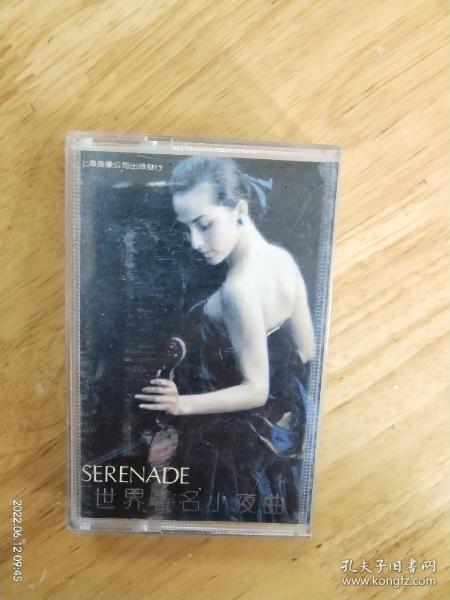 上海音像公司出版發行
SERENADE
世界著名小夜曲
2022.06.12 09:45
孔夫子旧书网
www.kongfz.com